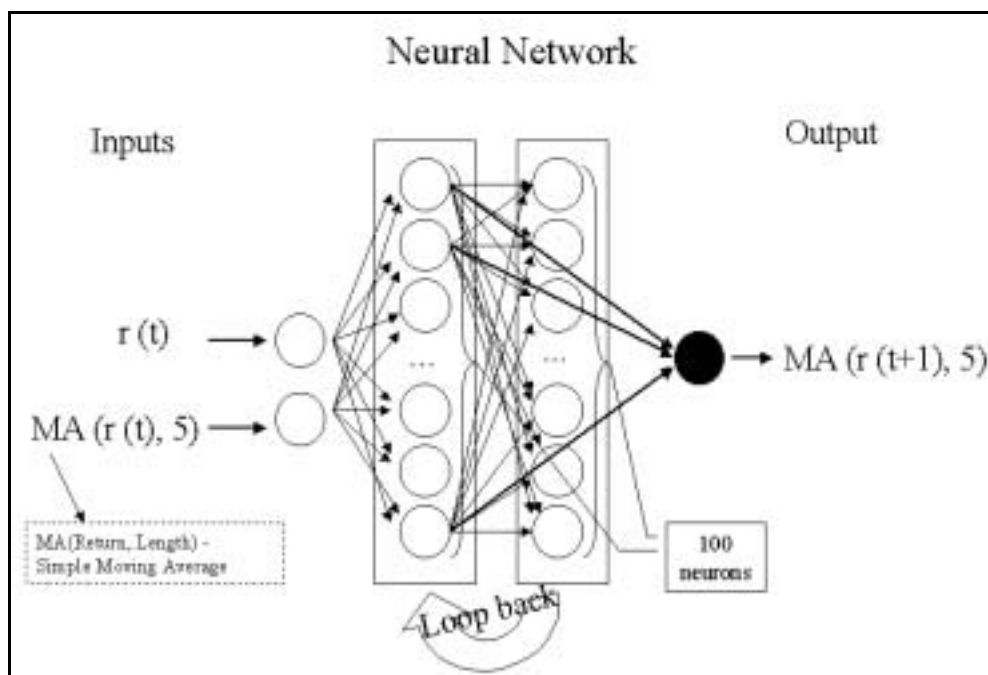 Neural Network
Inputs
Output
r (t)
MA (r (t), 5)
MA (r (t+1), 5)
...
...
MA(Return, Length) -
Simple Moving Average
100
neurons
Loop back